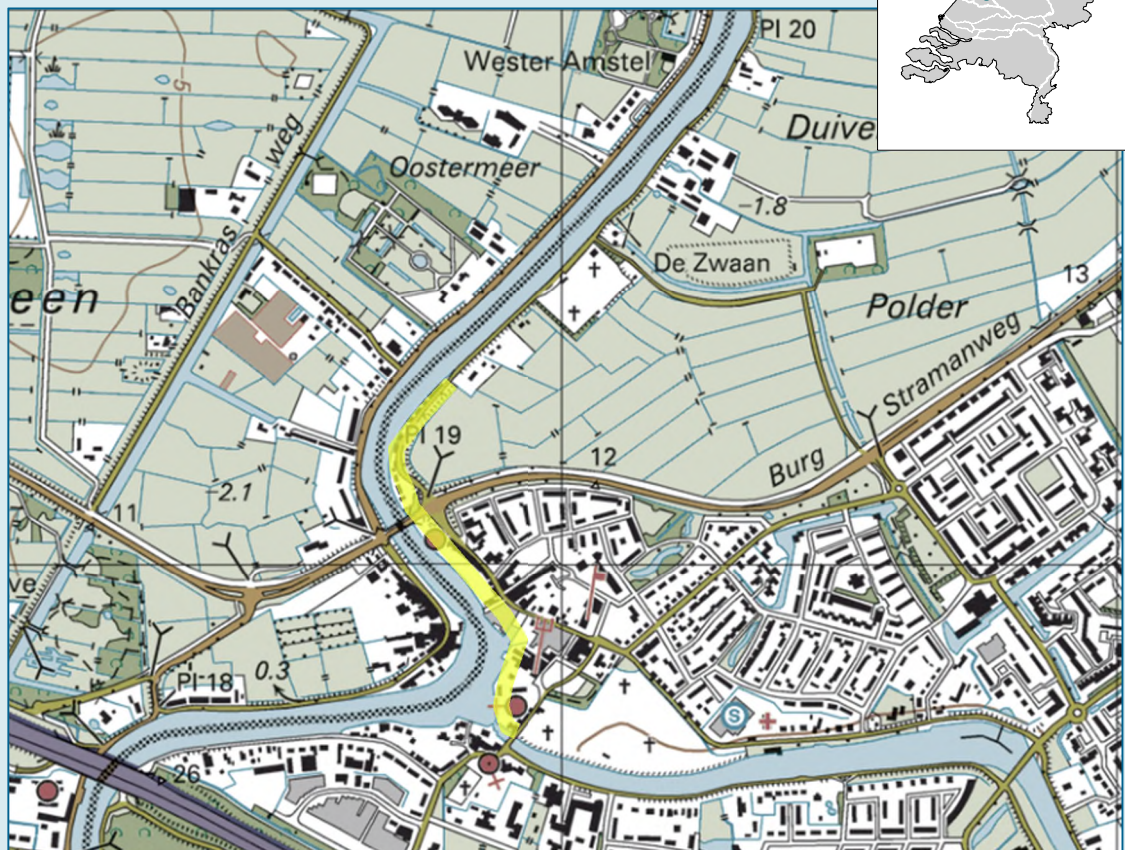 Pl 20
Wester-Amstel
-5
weg
Duive
Oostermeer
-1.8
De Zwaan
13
Bankras
een
Polder
Stramanweg
Pl 19
12
Burg
-2.1
11
ve
0.3
Pl-18
S
26